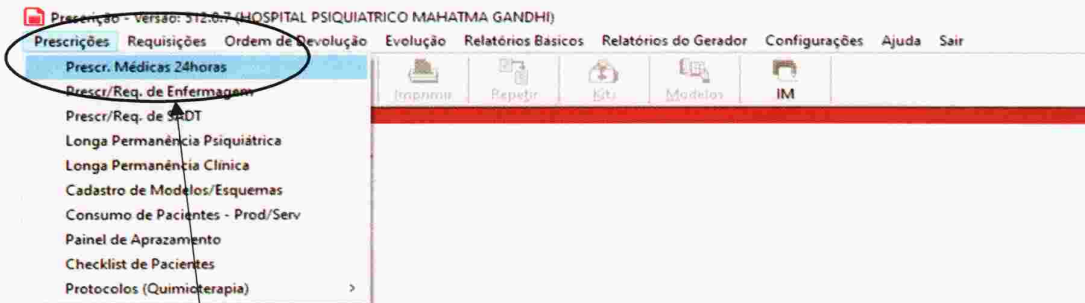 Prescrição - Versão: 512.0.7 (HOSPITAL PSIQUIATRICO MAHATMA GANDHI)
Prescrições Requisições Ordem de Devolução Evolução Relatórios Básicos Relatórios do Gerador Configurações Ajuda Sair
Imprimir Repetir Kits Modelos IM
Prescr. Médicas 24horas
Prescr/Req. de Enfermagem
Prescr/Req. de SADT
Longa Permanência Psiquiátrica
Longa Permanência Clínica
Cadastro de Modelos/Esquemas
Consumo de Pacientes - Prod/Serv
Painel de Aprazamento
Checklist de Pacientes
Protocolos (Quimioterapia) >